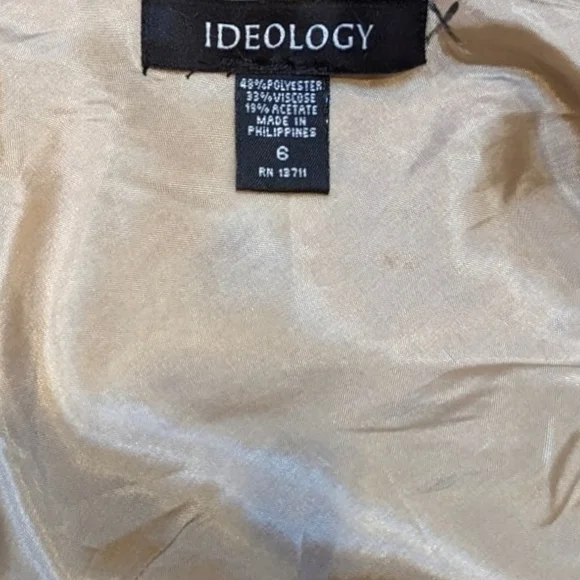 IDEOLOGY
48%POLYESTER
33%VISCOSE
19% ACETATE
MADE IN
PHILIPPINES
6
RN 13711